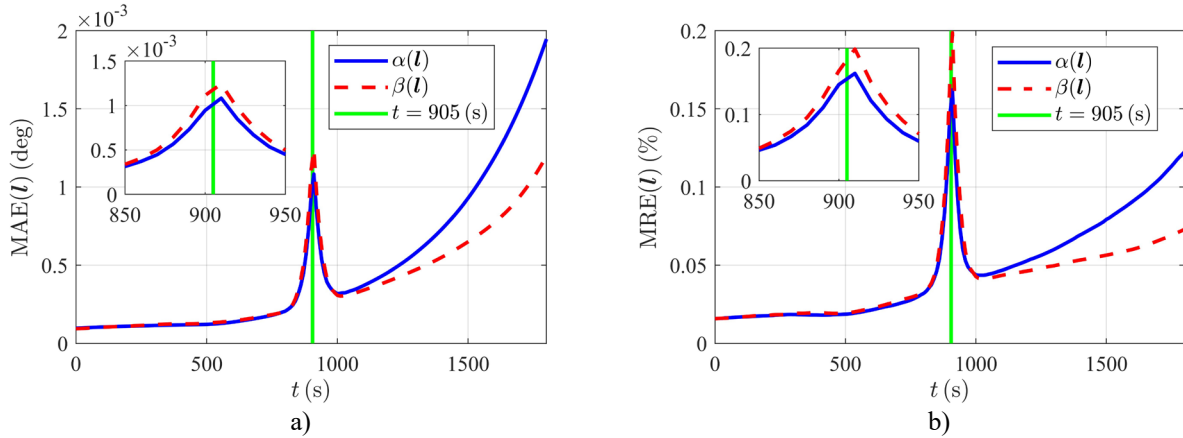 ×10⁻³
2
1.5
1
0.5
0
0
500
1000
1500
MAE(l) (deg)
t (s)
×10⁻³
1.5
1
0.5
0
850
900
950
α(l)
β(l)
t = 905 (s)
a)
0.2
0.15
0.1
0.05
0
0
500
1000
1500
MRE(l) (%)
t (s)
0.2
0.1
0
850
900
950
α(l)
β(l)
t = 905 (s)
b)